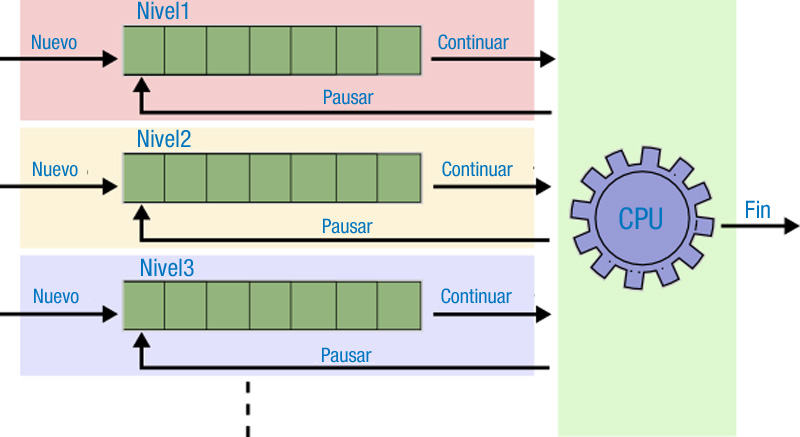 Nivel1
Nuevo
Continuar
Pausar
Nivel2
Nuevo
Continuar
Pausar
CPU
Fin
Nivel3
Nuevo
Continuar
Pausar